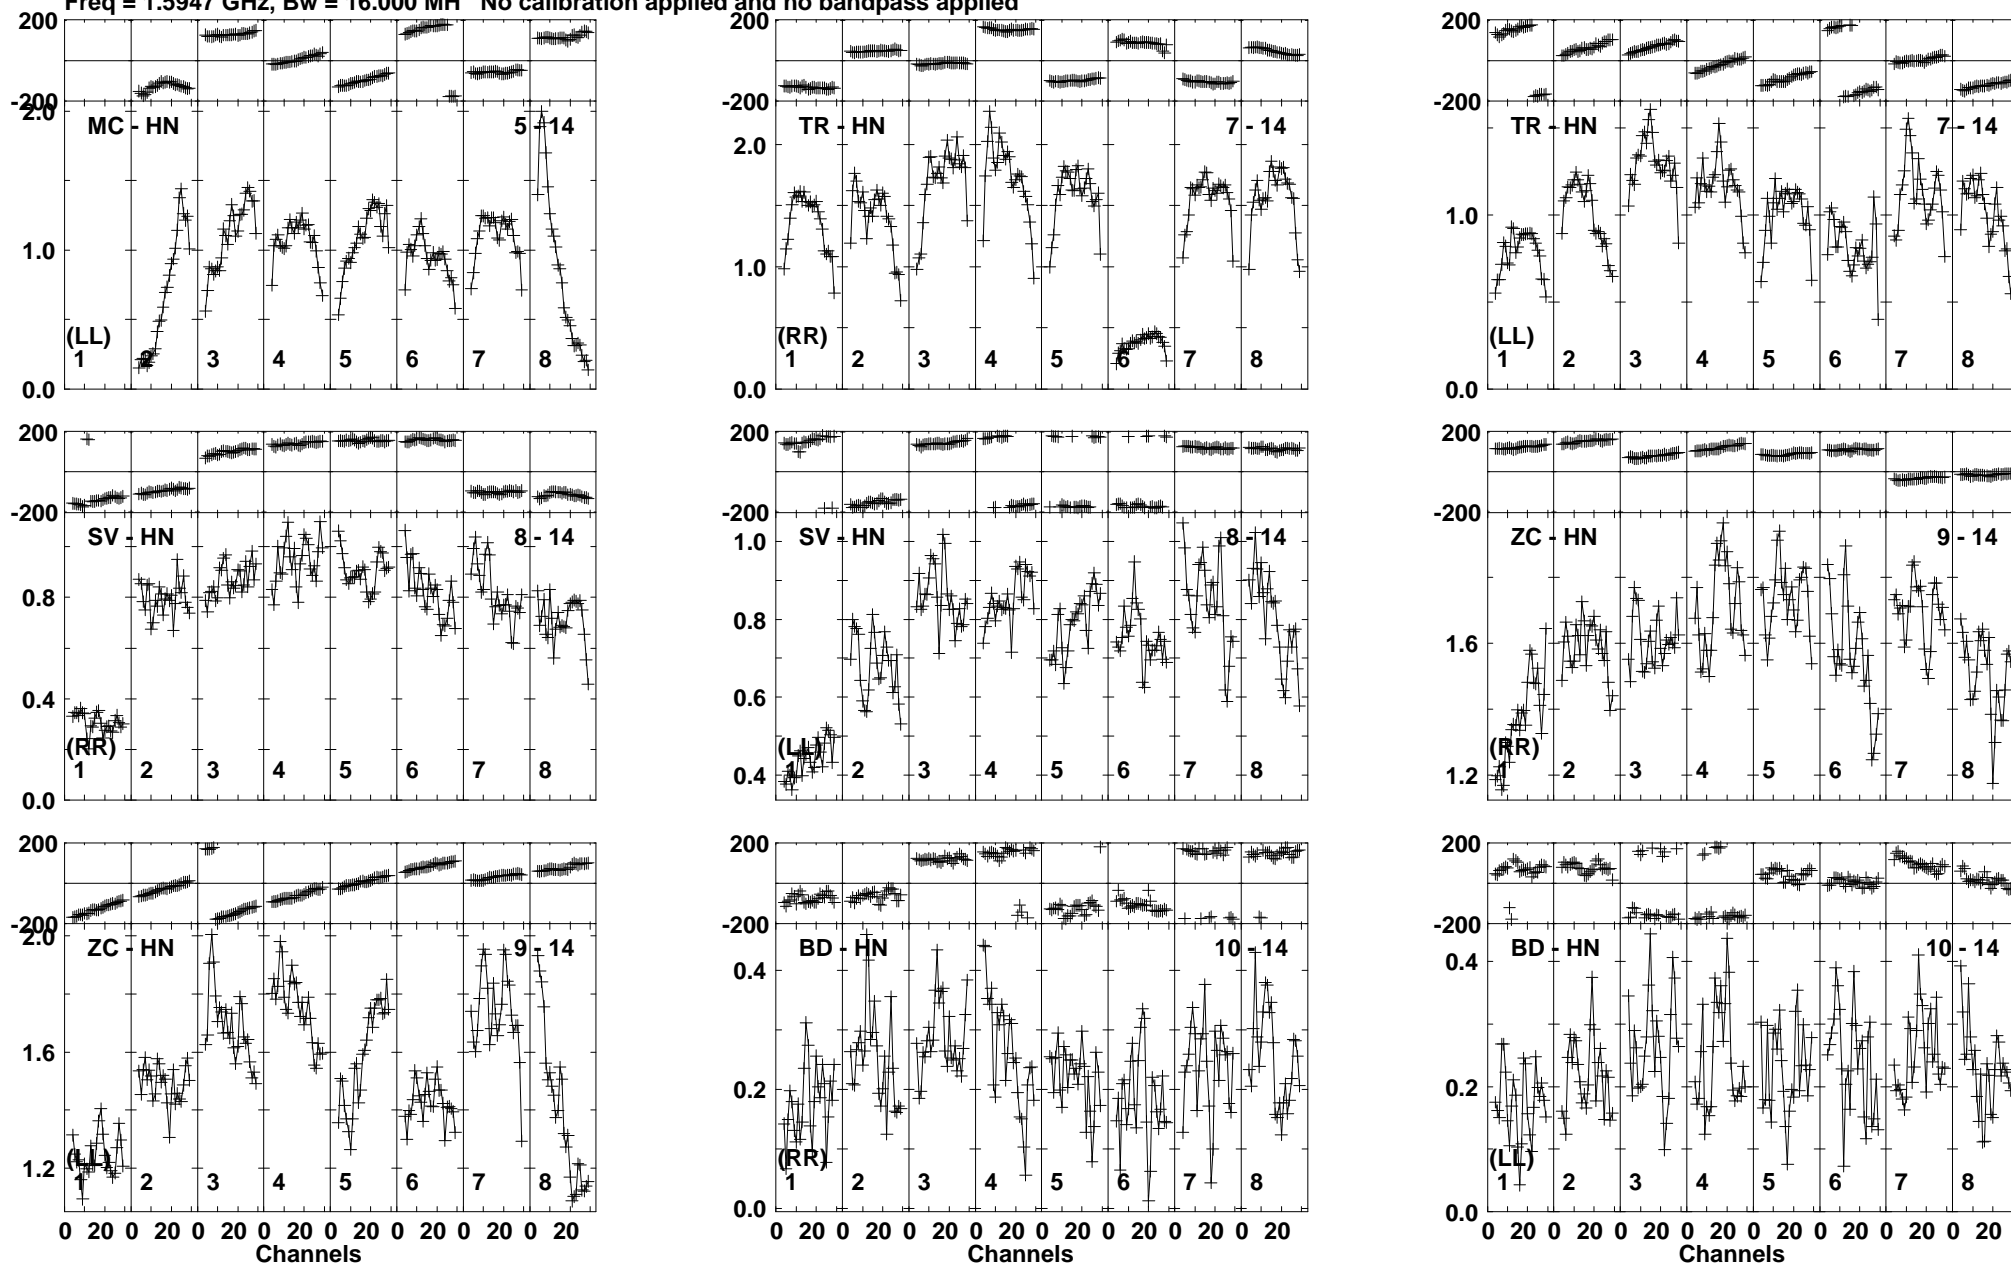 Freq = 1.5947 GHz, Bw = 16.000 MH No calibration applied and no bandpass applied
200 200 200
-200 -200 -200
2.0 MC - HN 5 - 14 TR - HN 7 - 14 TR - HN 7 - 14
2.0
1.0 1.0 1.0
(LL) (RR) (LL)
1 2 3 4 5 6 7 8 1 2 3 4 5 6 7 8 1 2 3 4 5 6 7 8
0.0 0.0 0.0
200 200 200
-200 -200 -200
SV - HN 8 - 14 SV - HN 8 - 14 ZC - HN 9 - 14
1.0
0.8 0.8 1.6
0.4 0.6
(RR) (LL) (RR)
1 2 3 4 5 6 7 8 1 2 3 4 5 6 7 8 1 2 3 4 5 6 7 8
0.0 0.4 1.2
200 200 200
-200 -200 -200
2.0 ZC - HN 9 - 14 BD - HN 10 - 14 BD - HN 10 - 14
0.4 0.4
1.6 0.2 0.2
1.2 (LL) (RR) (LL)
1 2 3 4 5 6 7 8 1 2 3 4 5 6 7 8 1 2 3 4 5 6 7 8
0.0 0.0
0 20 0 20 0 20 0 20 0 20 0 20 0 20 0 20 0 20 0 20 0 20 0 20 0 20 0 20 0 20 0 20 0 20 0 20 0 20 0 20 0 20 0 20 0 20 0 20
Channels Channels Channels